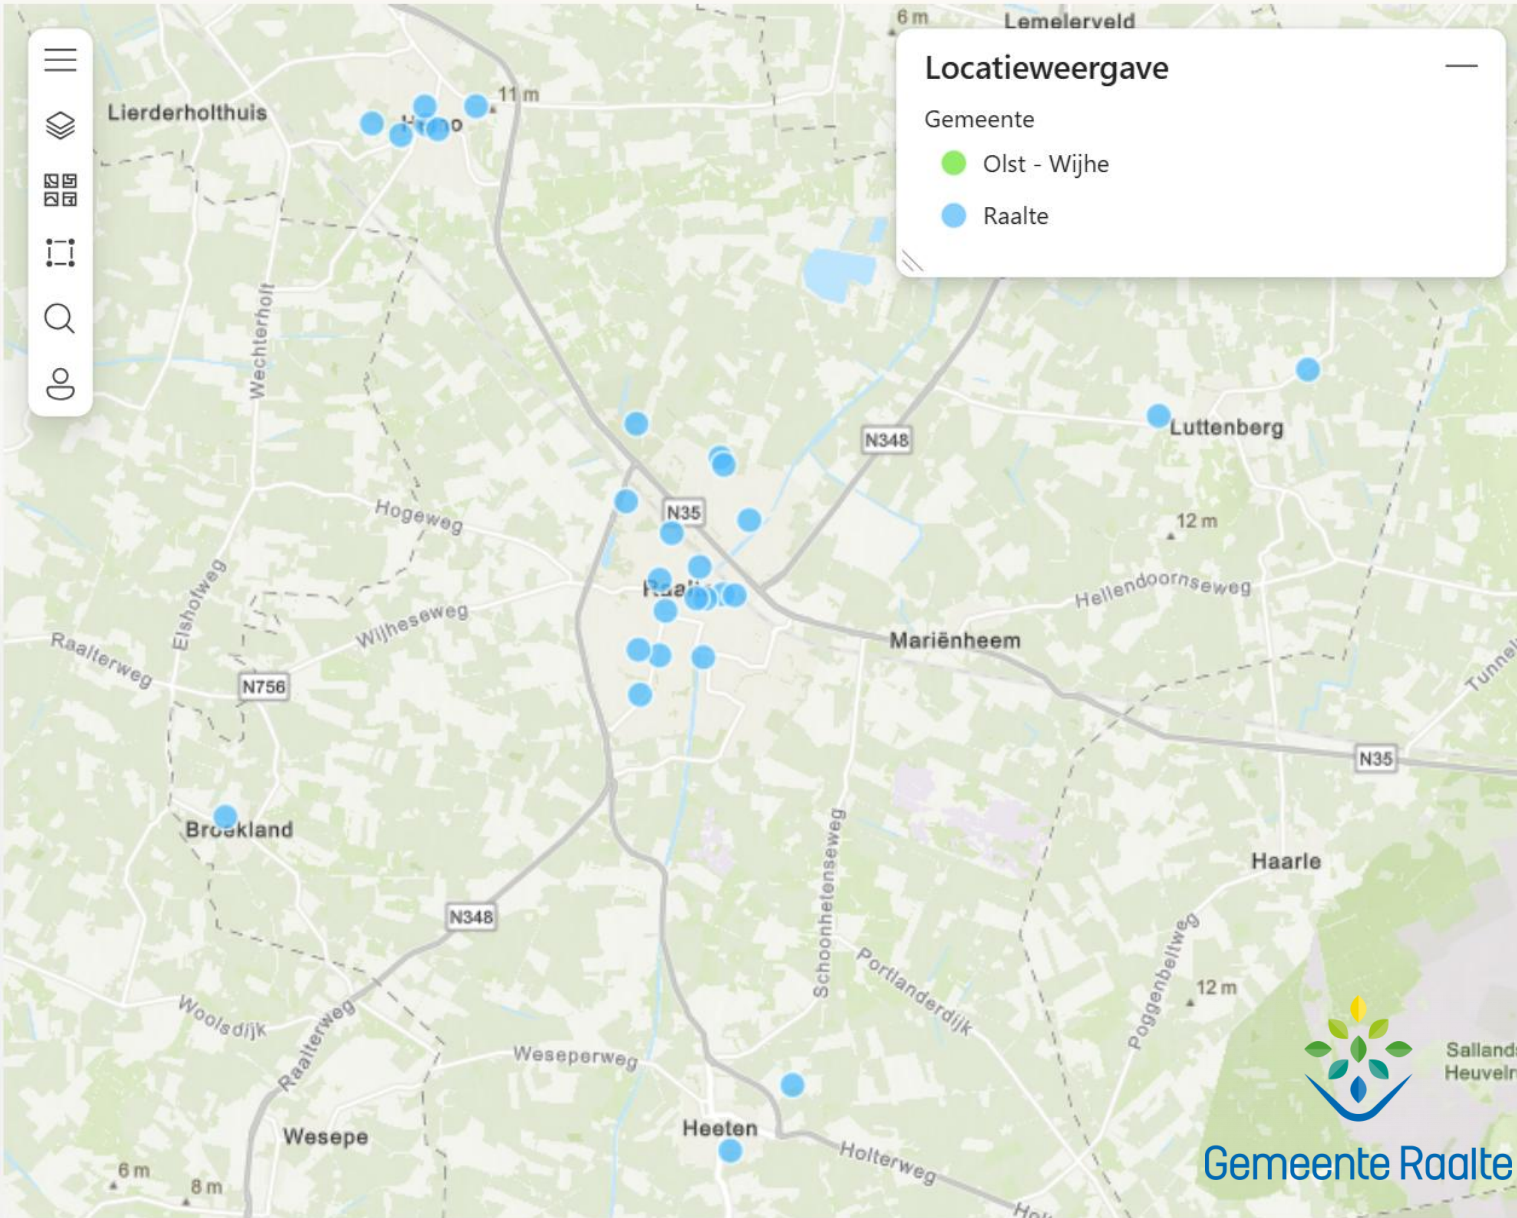 6 m
Lemelerveld
Locatieweergave
Gemeente
Olst - Wijhe
Raalte
11 m
Lierderholthuis
Wechterholt
N348
Luttenberg
Hogeweg
N35
12 m
Elshofweg
Hellendoornseweg
Wijheseweg
Mariënheem
Raalterweg
N756
N35
Broekland
Schoonhetenseweg
Haarle
N348
Poggenbeltweg
Portlanderdijk
12 m
Woolsdijk
Raalterweg
Weseperweg
Heeten
Wesepe
Holterweg
Gemeente Raalte
6 m
8 m